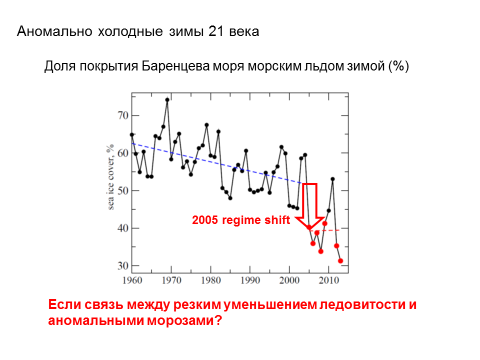 Аномально холодные зимы 21 века
Доля покрытия Баренцева моря морским льдом зимой (%)
70
60
50
40
30
sea ice cover, %
2005 regime shift
1960 1970 1980 1990 2000 2010
Если связь между резким уменьшением ледовитости и
аномальными морозами?